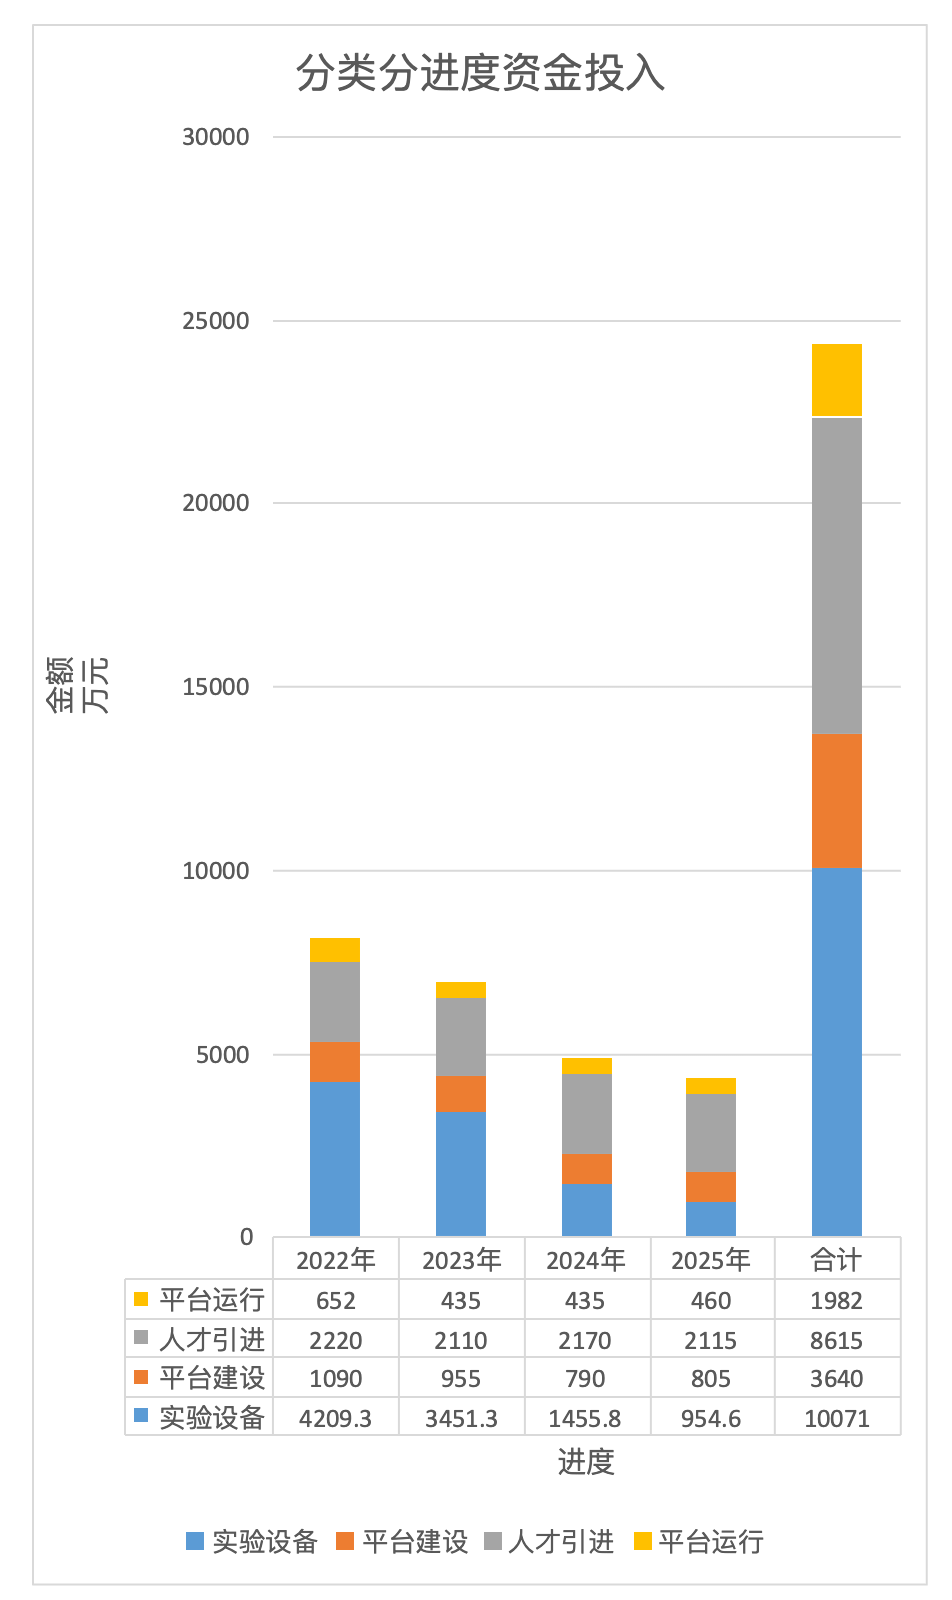 分类分进度资金投入
30000
25000
20000
15000
10000
5000
0
金额
万元
2022年 2023年 2024年 2025年 合计
平台运行 652 435 435 460 1982
人才引进 2220 2110 2170 2115 8615
平台建设 1090 955 790 805 3640
实验设备 4209.3 3451.3 1455.8 954.6 10071
进度
实验设备 平台建设 人才引进 平台运行